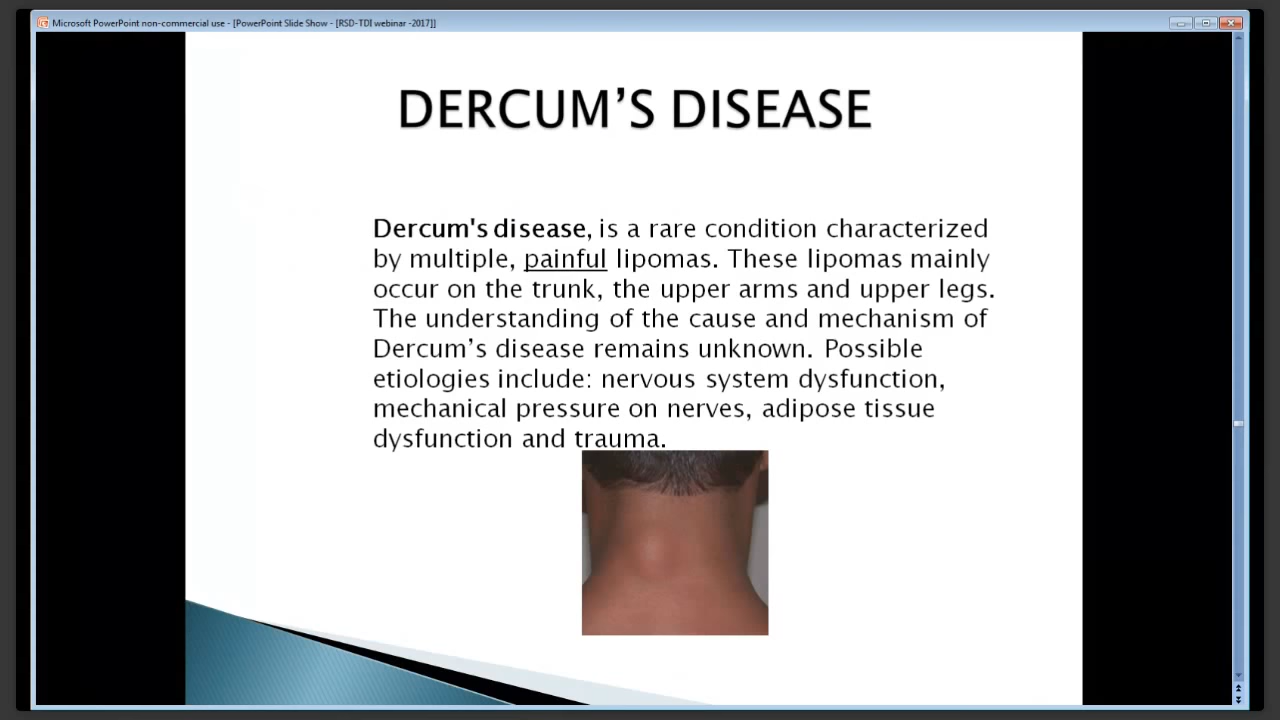 Microsoft PowerPoint non-commercial use - [PowerPoint Slide Show - [RSD-TDI webinar -2017]]
DERCUM’S DISEASE
Dercum's disease, is a rare condition characterized
by multiple, painful lipomas. These lipomas mainly
occur on the trunk, the upper arms and upper legs.
The understanding of the cause and mechanism of
Dercum’s disease remains unknown. Possible
etiologies include: nervous system dysfunction,
mechanical pressure on nerves, adipose tissue
dysfunction and trauma.